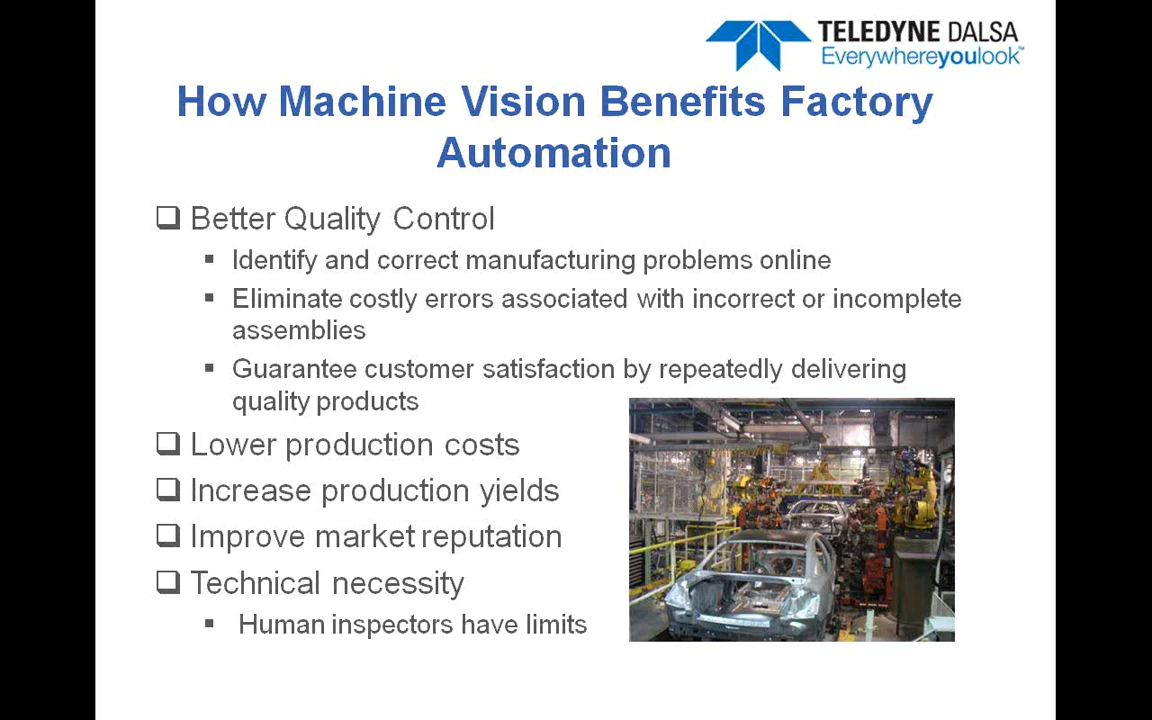 TELEDYNE DALSA
Everywhereyoulook™
How Machine Vision Benefits Factory
Automation
Better Quality Control
Identify and correct manufacturing problems online
Eliminate costly errors associated with incorrect or incomplete
assemblies
Guarantee customer satisfaction by repeatedly delivering
quality products
Lower production costs
Increase production yields
Improve market reputation
Technical necessity
Human inspectors have limits